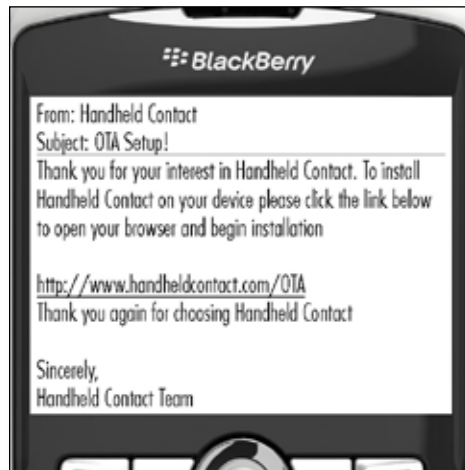 BlackBerry
From: Handheld Contact
Subject: OTA Setup!
Thank you for your interest in Handheld Contact. To install
Handheld Contact on your device please click the link below
to open your browser and begin installation
http://www.handheldcontact.com/OTA
Thank you again for choosing Handheld Contact
Sincerely,
Handheld Contact Team